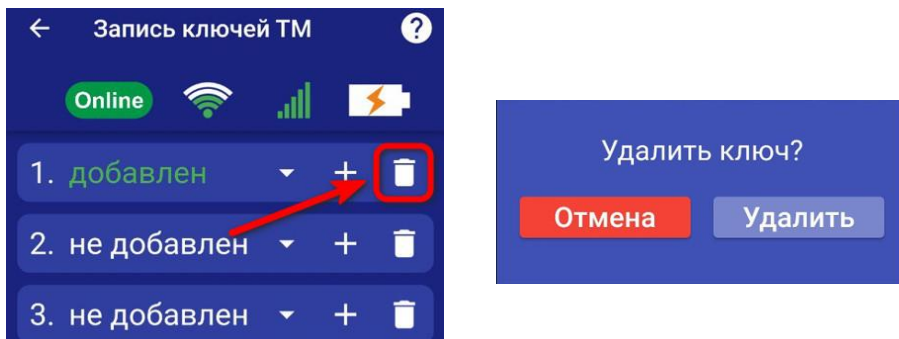 Запись ключей ТМ
?
Online
1. добавлен
2. не добавлен
3. не добавлен
Удалить ключ?
Отмена
Удалить